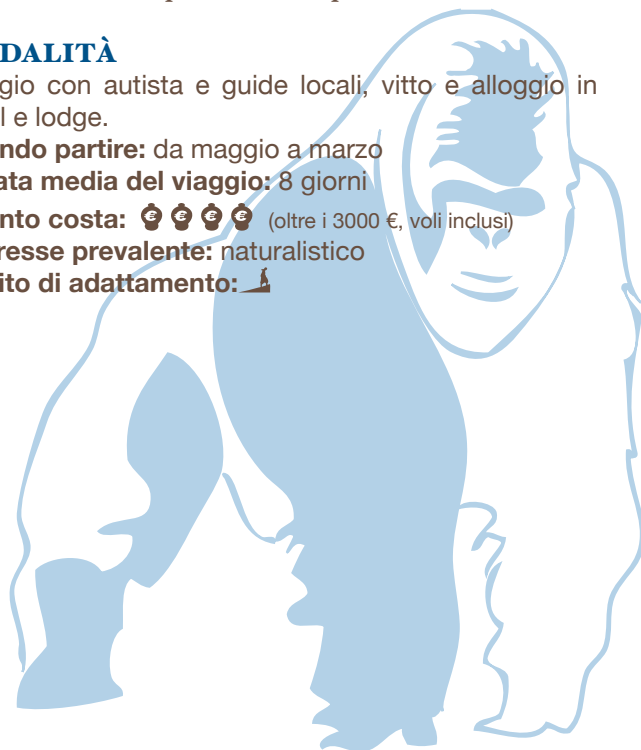 DALITÀ
gio con autista e guide locali, vitto e alloggio in
l e lodge.
ndo partire: da maggio a marzo
ata media del viaggio: 8 giorni
nto costa: (oltre i 3000 €, voli inclusi)
resse prevalente: naturalistico
ito di adattamento: